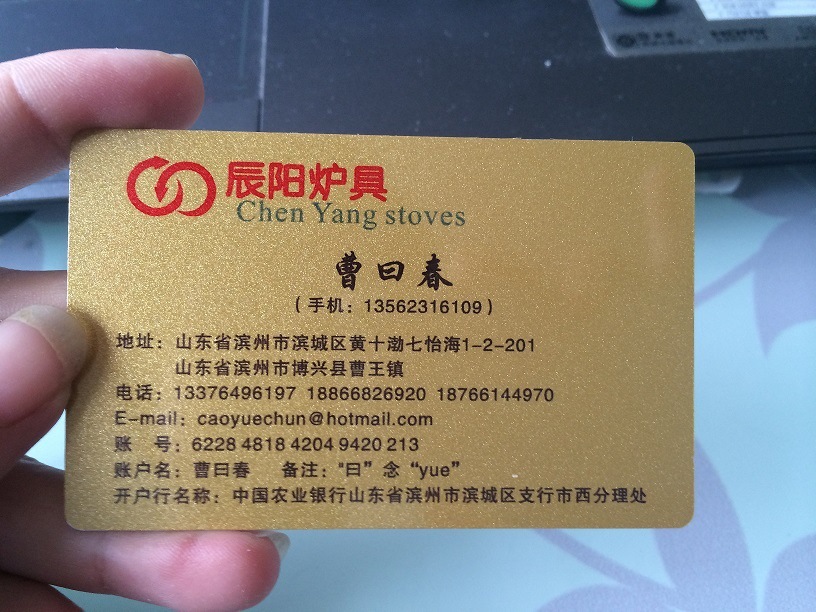 辰阳炉具
Chen Yang stoves
曹曰春
（手机：13562316109）
地址：山东省滨州市滨城区黄十渤七怡海1-2-201
山东省滨州市博兴县曹王镇
电话：13376496197 18866826920 18766144970
E-mail：caoyuechun@hotmail.com
账 号：6228 4818 4204 9420 213
账户名：曹曰春 备注："曰”念“yue”
开户行名称：中国农业银行山东省滨州市滨城区支行市西分理处